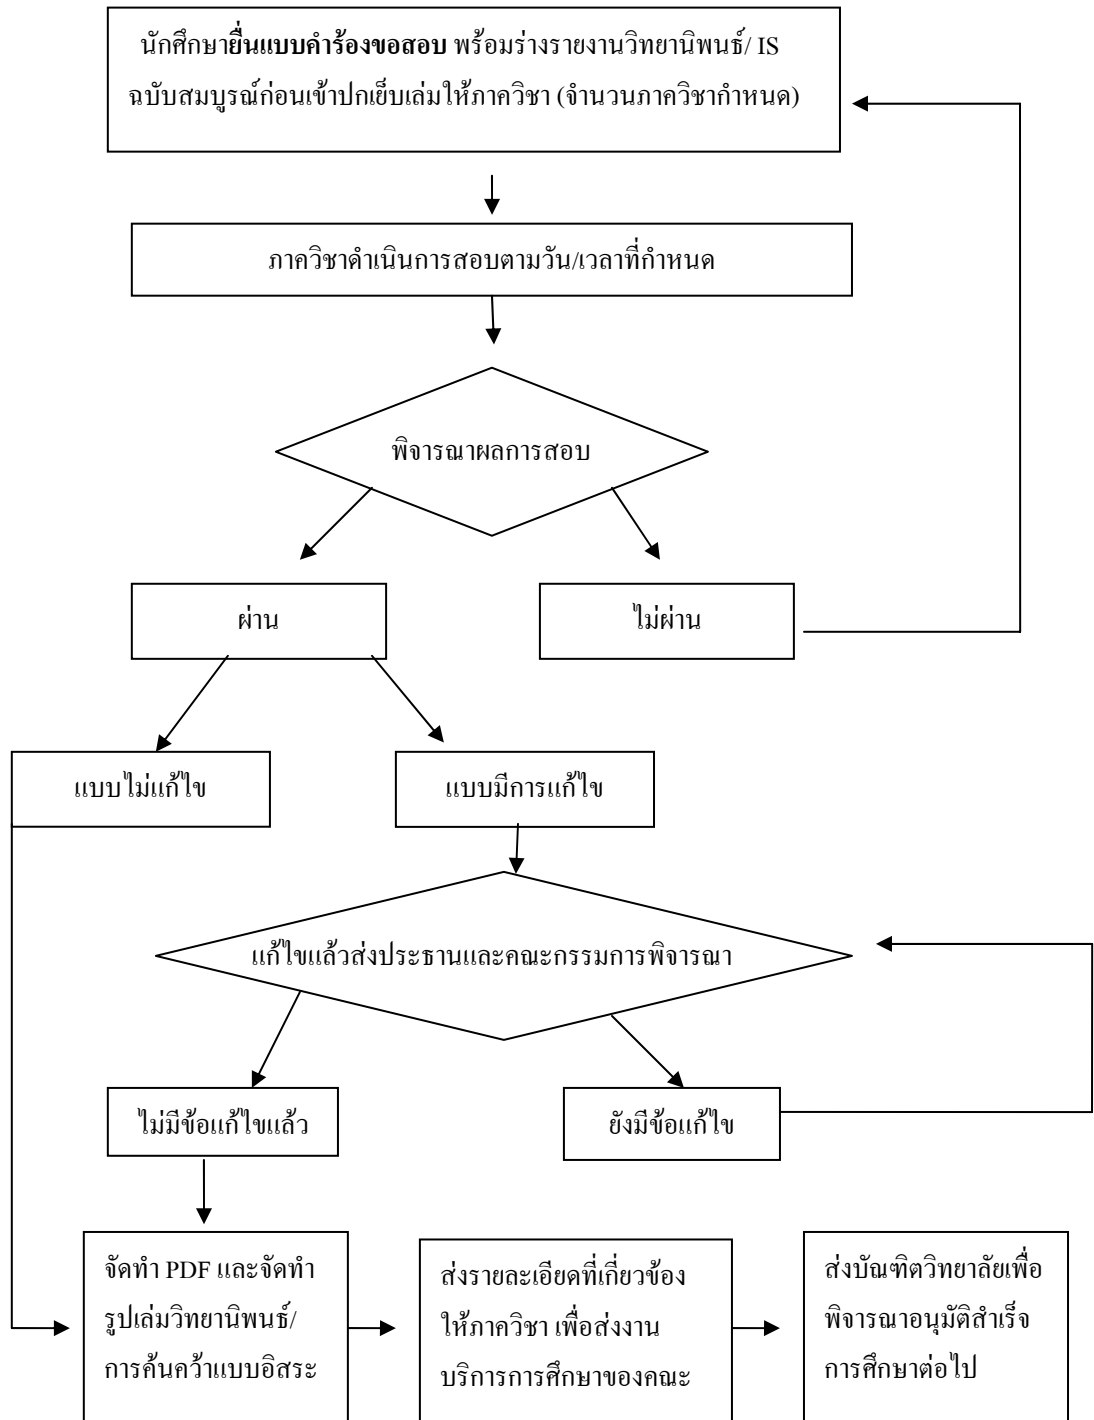 นักศึกษายื่นแบบคำร้องขอสอบ พร้อมร่างรายงานวิทยานิพนธ์/ IS
ฉบับสมบูรณ์ก่อนเข้าปกเย็บเล่มให้ภาควิชา (จำนวนภาควิชากำหนด)
ภาควิชาดำเนินการสอบตามวัน/เวลาที่กำหนด
พิจารณาผลการสอบ
ผ่าน
ไม่ผ่าน
แบบไม่แก้ไข
แบบมีการแก้ไข
แก้ไขแล้วส่งประธานและคณะกรรมการพิจารณา
ไม่มีข้อแก้ไขแล้ว
ยังมีข้อแก้ไข
จัดทำ PDF และจัดทำ
รูปเล่มวิทยานิพนธ์/
การค้นคว้าแบบอิสระ
ส่งรายละเอียดที่เกี่ยวข้อง
ให้ภาควิชา เพื่อส่งงาน
บริการการศึกษาของคณะ
ส่งบัณฑิตวิทยาลัยเพื่อ
พิจารณาอนุมัติสำเร็จ
การศึกษาต่อไป